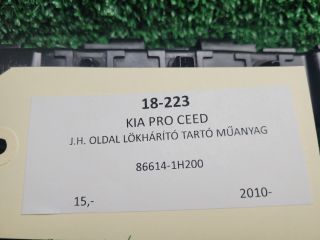 18-223
KIA PRO CEED
J.H. OLDAL LÖKHÁRÍTÓ TARTÓ MŰANYAG
86614-1H200
15,- 2010-